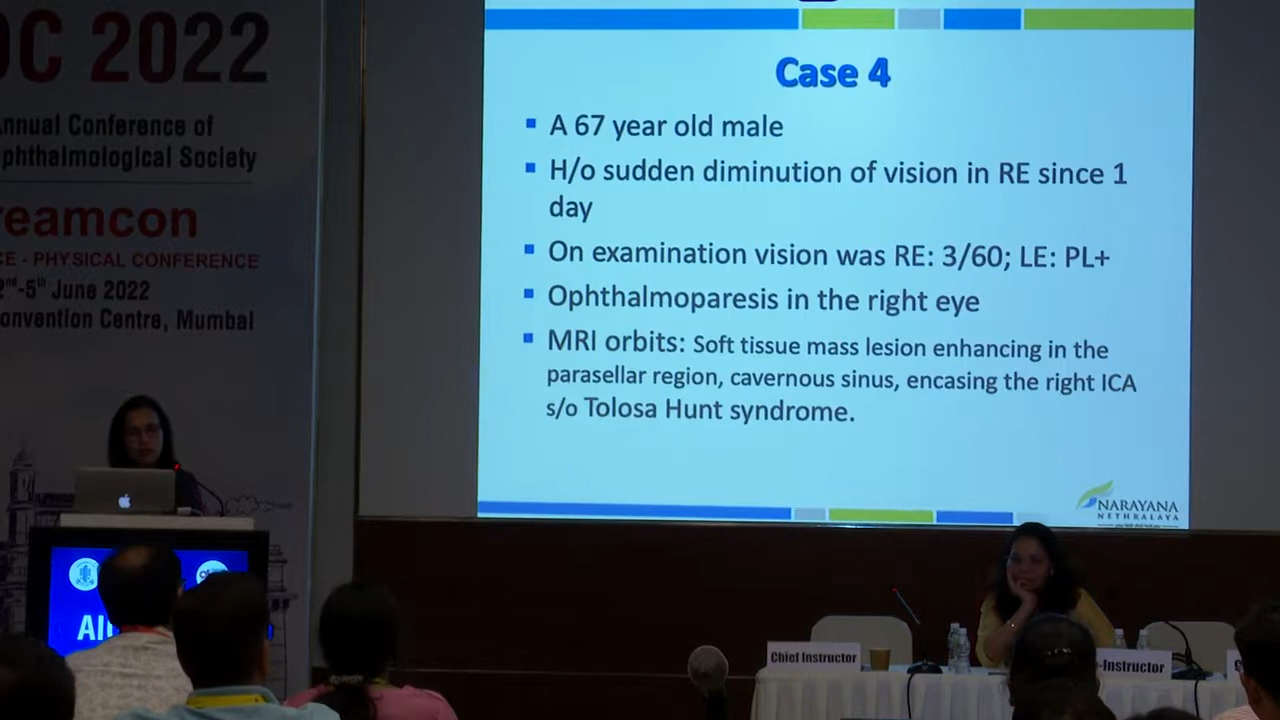 OC 2022
Annual Conference of
phthalmological Society
reamcon
CE - PHYSICAL CONFERENCE
2nd-5th June 2022
onvention Centre, Mumbai
Case 4
▪ A 67 year old male
▪ H/o sudden diminution of vision in RE since 1
day
▪ On examination vision was RE: 3/60; LE: PL+
▪ Ophthalmoparesis in the right eye
▪ MRI orbits: Soft tissue mass lesion enhancing in the
parasellar region, cavernous sinus, encasing the right ICA
s/o Tolosa Hunt syndrome.
NARAYANA
NETHRALAYA
AI
Chief Instructor
-Instructor